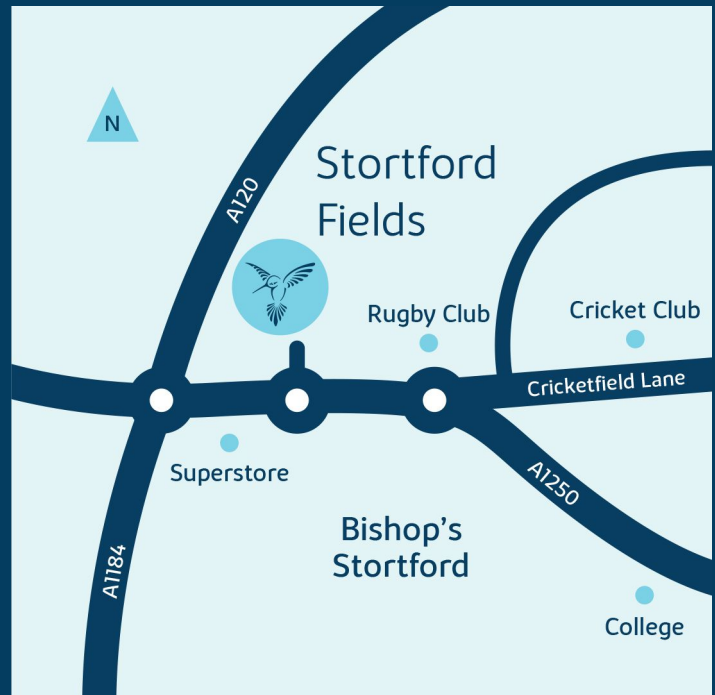 N
A120
Stortford
Fields
Rugby Club
Cricket Club
Cricketfield Lane
Superstore
A1250
Bishop's
Stortford
A1184
College